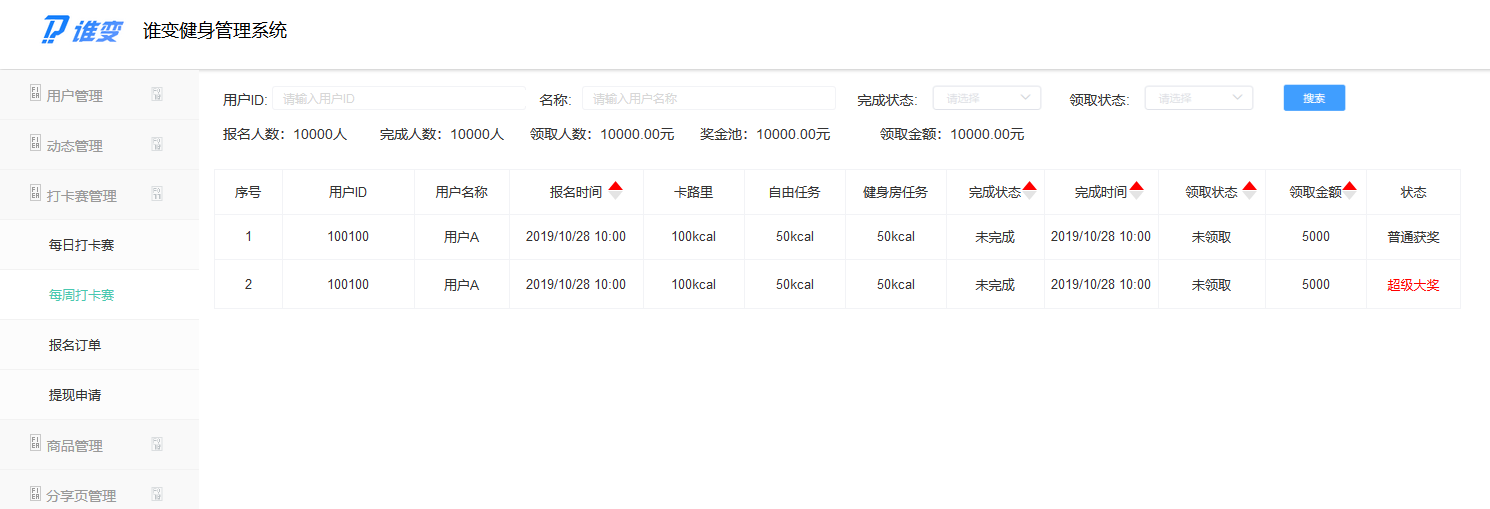 谁变 谁变健身管理系统
用户管理
动态管理
打卡赛管理
每日打卡赛
每周打卡赛
报名订单
提现申请
商品管理
分享页管理
用户ID: 请输入用户ID 名称: 请输入用户名称 完成状态: 请选择 领取状态: 请选择 搜索
报名人数：10000人 完成人数：10000人 领取人数：10000.00元 奖金池：10000.00元 领取金额：10000.00元
序号 用户ID 用户名称 报名时间 卡路里 自由任务 健身房任务 完成状态 完成时间 领取状态 领取金额 状态
1 100100 用户A 2019/10/28 10:00 100kcal 50kcal 50kcal 未完成 2019/10/28 10:00 未领取 5000 普通获奖
2 100100 用户A 2019/10/28 10:00 100kcal 50kcal 50kcal 未完成 2019/10/28 10:00 未领取 5000 超级大奖